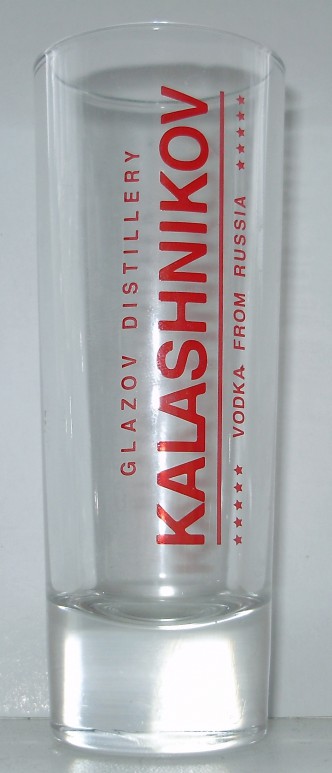 GLAZOV DISTILLERY
KALASHNIKOV
★★★★★ VODKA FROM RUSSIA ★★★★★